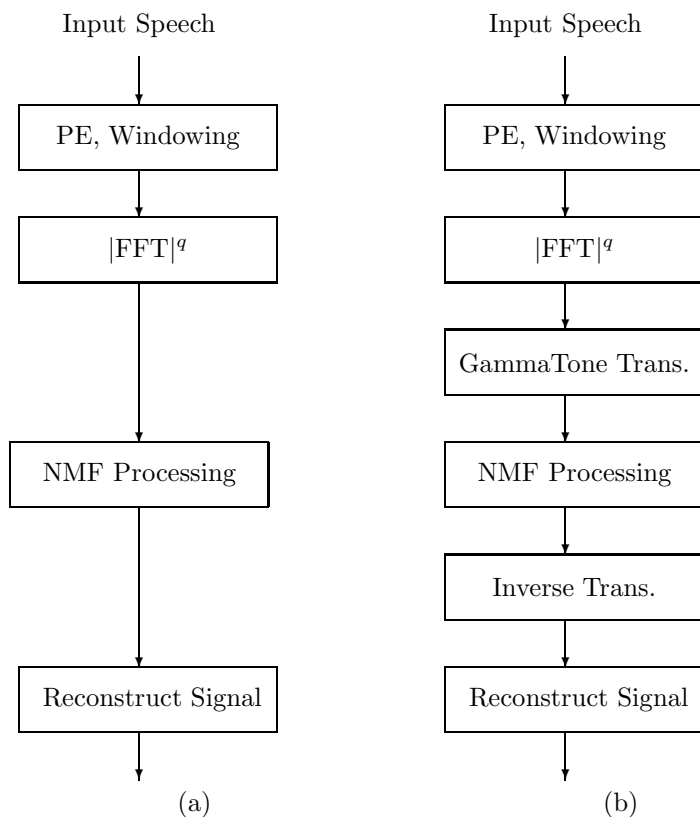 Input Speech
PE, Windowing
|FFT|^q
NMF Processing
Reconstruct Signal
(a)
Input Speech
PE, Windowing
|FFT|^q
GammaTone Trans.
NMF Processing
Inverse Trans.
Reconstruct Signal
(b)